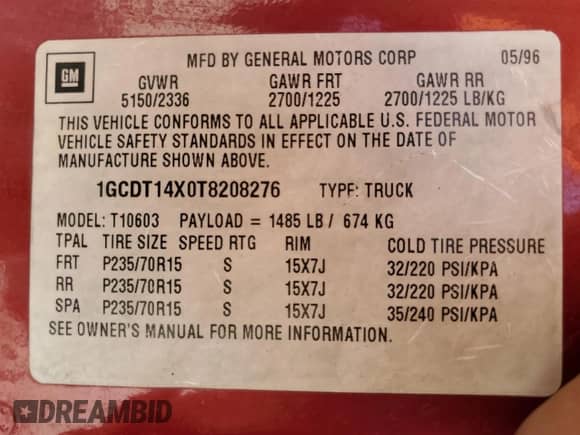 GM
MFD BY GENERAL MOTORS CORP 05/96
GVWR GAWR FRT GAWR RR
5150/2336 2700/1225 2700/1225 LB/KG
THIS VEHICLE CONFORMS TO ALL APPLICABLE U.S. FEDERAL MOTOR
VEHICLE SAFETY STANDARDS IN EFFECT ON THE DATE OF
MANUFACTURE SHOWN ABOVE.
1GCDT14X0T8208276 TYPE: TRUCK
MODEL: T10603 PAYLOAD = 1485 LB / 674 KG
TPAL TIRE SIZE SPEED RTG RIM COLD TIRE PRESSURE
FRT P235/70R15 S 15X7J 32/220 PSI/KPA
RR P235/70R15 S 15X7J 32/220 PSI/KPA
SPA P235/70R15 S 15X7J 35/240 PSI/KPA
SEE OWNER'S MANUAL FOR MORE INFORMATION.
DREAMBID